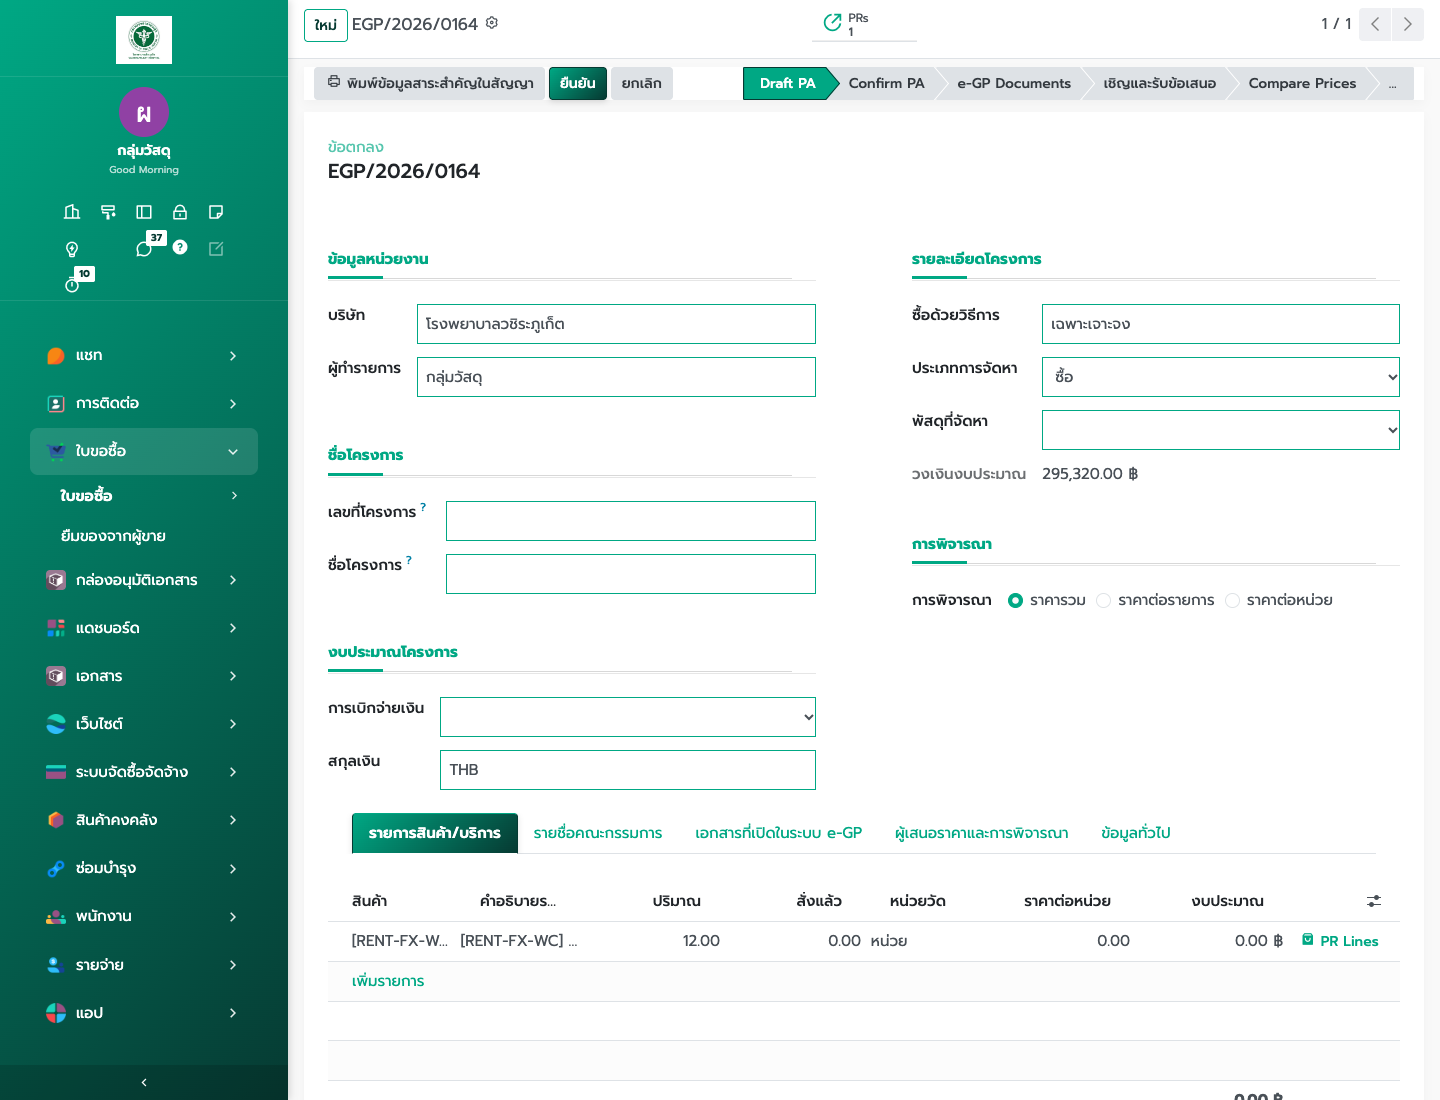 ผ
กลุ่มวัสดุ
Good Morning
37
10
แชท
การติดต่อ
ใบขอซื้อ
ใบขอซื้อ
ยืมของจากผู้ขาย
กล่องอนุมัติเอกสาร
แดชบอร์ด
เอกสาร
เว็บไซต์
ระบบจัดซื้อจัดจ้าง
สินค้าคงคลัง
ซ่อมบำรุง
พนักงาน
รายจ่าย
แอป
ใหม่ EGP/2026/0164
PRs
1
1 / 1
พิมพ์ข้อมูลสาระสำคัญในสัญญา ยืนยัน ยกเลิก
Draft PA Confirm PA e-GP Documents เชิญและรับข้อเสนอ Compare Prices ...
ข้อตกลง
EGP/2026/0164
ข้อมูลหน่วยงาน
บริษัท โรงพยาบาลวชิระภูเก็ต
ผู้ทำรายการ กลุ่มวัสดุ
ชื่อโครงการ
เลขที่โครงการ ?
ชื่อโครงการ ?
งบประมาณโครงการ
การเบิกจ่ายเงิน
สกุลเงิน THB
รายละเอียดโครงการ
ซื้อด้วยวิธีการ เฉพาะเจาะจง
ประเภทการจัดหา ซื้อ
พัสดุที่จัดหา
วงเงินงบประมาณ 295,320.00 ฿
การพิจารณา
การพิจารณา ราคารวม ราคาต่อรายการ ราคาต่อหน่วย
รายการสินค้า/บริการ รายชื่อคณะกรรมการ เอกสารที่เปิดในระบบ e-GP ผู้เสนอราคาและการพิจารณา ข้อมูลทั่วไป
สินค้า คำอธิบายร... ปริมาณ สั่งแล้ว หน่วยวัด ราคาต่อหน่วย งบประมาณ
[RENT-FX-W... [RENT-FX-WC] ... 12.00 0.00 หน่วย 0.00 0.00 ฿ PR Lines
เพิ่มรายการ
0.00 ฿